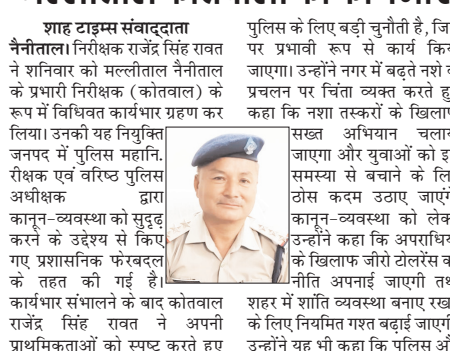 शाह टाइम्स संवाददाता
नैनीताल। निरीक्षक राजेंद्र सिंह रावत
ने शनिवार को मल्लीताल नैनीताल
के प्रभारी निरीक्षक (कोतवाल) के
रूप में विधिवत कार्यभार ग्रहण कर
लिया। उनकी यह नियुक्ति
जनपद में पुलिस महानि.
रीक्षक एवं वरिष्ठ पुलिस
अधीक्षक द्वारा
कानून-व्यवस्था को सुदृढ़
करने के उद्देश्य से किए
गए प्रशासनिक फेरबदल
के तहत की गई है।
कार्यभार संभालने के बाद कोतवाल
राजेंद्र सिंह रावत ने अपनी
प्राथमिकताओं को स्पष्ट करते हुए
पुलिस के लिए बड़ी चुनौती है,
पर प्रभावी रूप से कार्य
जाएगा। उन्होंने नगर में बढ़ते नशे
प्रचलन पर चिंता व्यक्त करते
कहा कि नशा तस्करों के
सख्त अभियान
जाएगा और युवाओं को
समस्या से बचाने के
ठोस कदम उठाए
कानून-व्यवस्था को
उन्होंने कहा कि
के खिलाफ जीरो टोलरेंस
नीति अपनाई जाएगी
शहर में शांति व्यवस्था बनाए
के लिए नियमित गश्त बढ़ाई
उन्होंने यह भी कहा कि पुलिस